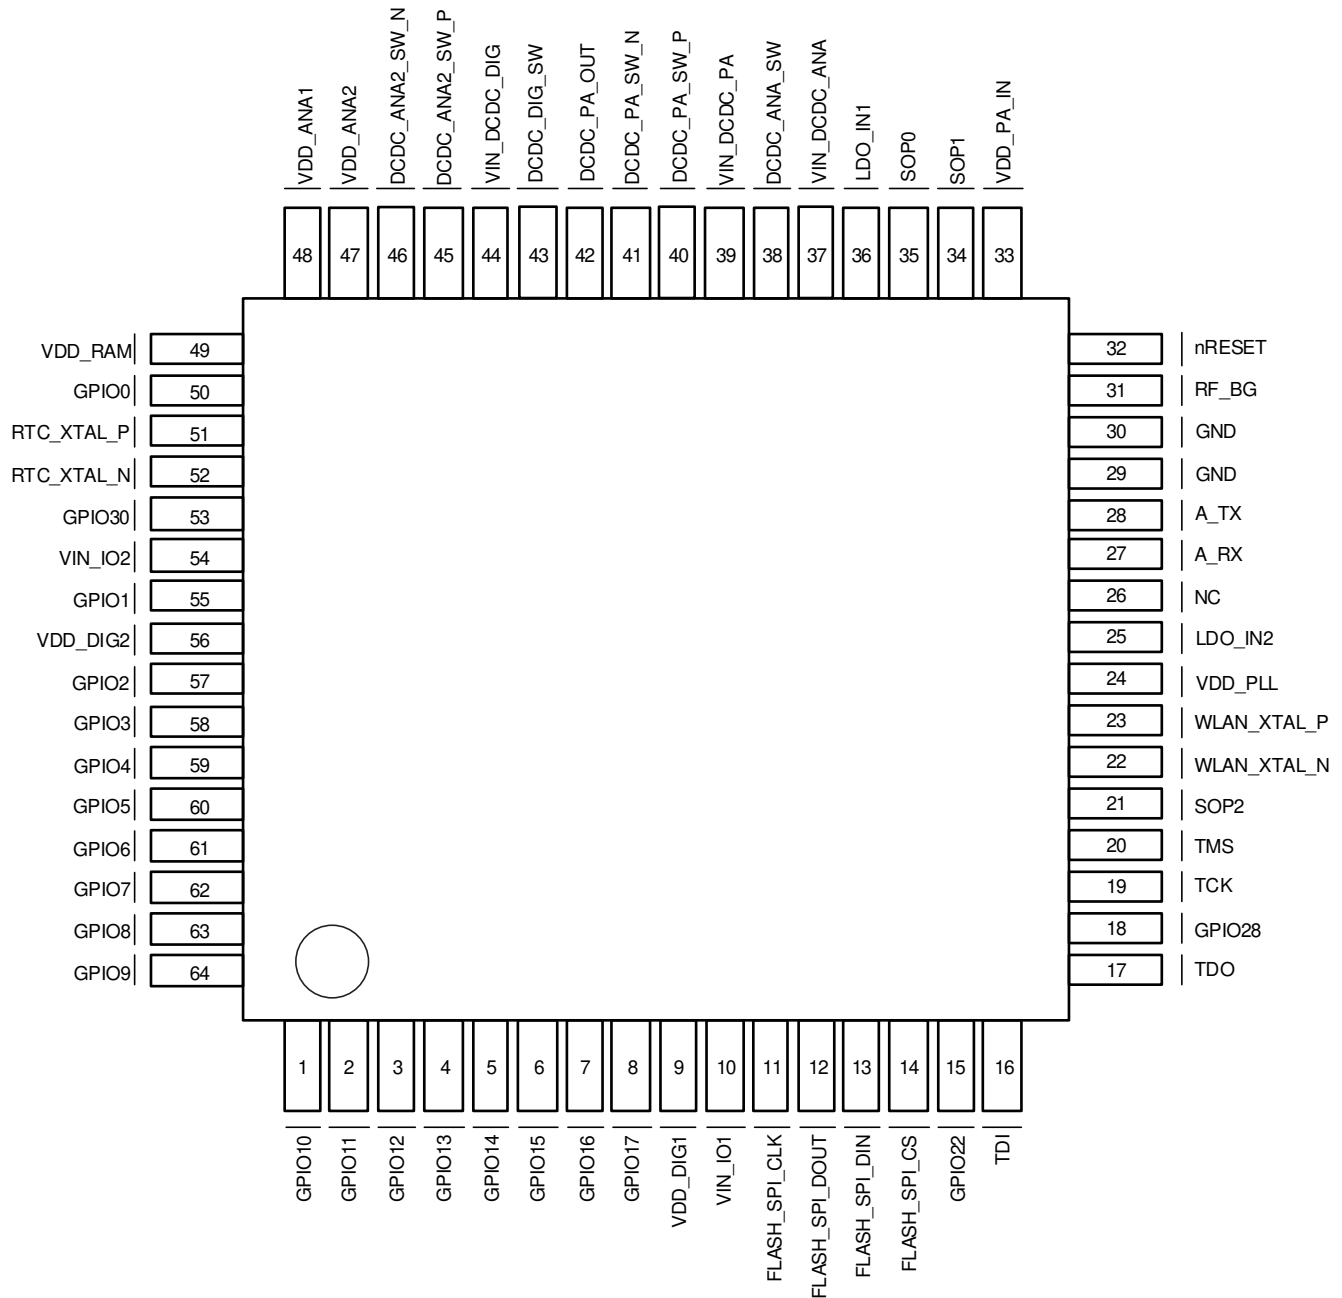 VDD_ANA1
VDD_ANA2
DCDC_ANA2_SW_N
DCDC_ANA2_SW_P
VIN_DCDC_DIG
DCDC_DIG_SW
DCDC_PA_OUT
DCDC_PA_SW_N
DCDC_PA_SW_P
VIN_DCDC_PA
DCDC_ANA_SW
VIN_DCDC_ANA
LDO_IN1
SOP0
SOP1
VDD_PA_IN
48 47 46 45 44 43 42 41 40 39 38 37 36 35 34 33
VDD_RAM 49
GPIO0 50
RTC_XTAL_P 51
RTC_XTAL_N 52
GPIO30 53
VIN_IO2 54
GPIO1 55
VDD_DIG2 56
GPIO2 57
GPIO3 58
GPIO4 59
GPIO5 60
GPIO6 61
GPIO7 62
GPIO8 63
GPIO9 64
32 nRESET
31 RF_BG
30 GND
29 GND
28 A_TX
27 A_RX
26 NC
25 LDO_IN2
24 VDD_PLL
23 WLAN_XTAL_P
22 WLAN_XTAL_N
21 SOP2
20 TMS
19 TCK
18 GPIO28
17 TDO
1 2 3 4 5 6 7 8 9 10 11 12 13 14 15 16
GPIO10
GPIO11
GPIO12
GPIO13
GPIO14
GPIO15
GPIO16
GPIO17
VDD_DIG1
VIN_IO1
FLASH_SPI_CLK
FLASH_SPI_DOUT
FLASH_SPI_DIN
FLASH_SPI_CS
GPIO22
TDI